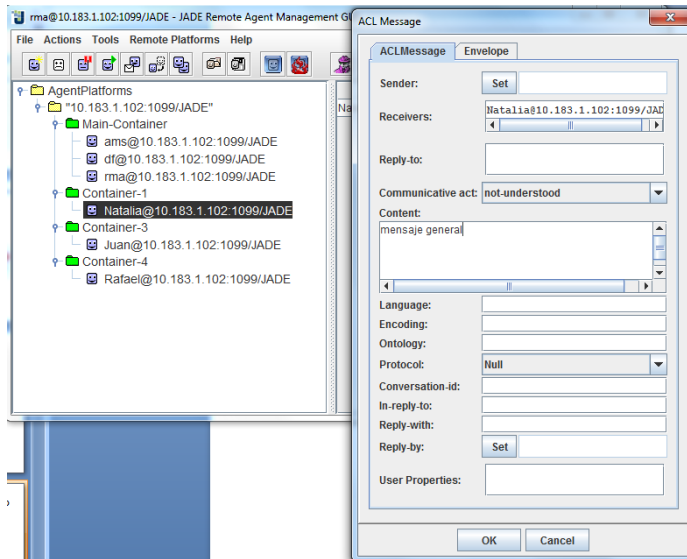 rma@10.183.1.102:1099/JADE - JADE Remote Agent Management GU
File Actions Tools Remote Platforms Help
AgentPlatforms
"10.183.1.102:1099/JADE"
Main-Container
ams@10.183.1.102:1099/JADE
df@10.183.1.102:1099/JADE
rma@10.183.1.102:1099/JADE
Container-1
Natalia@10.183.1.102:1099/JADE
Container-3
Juan@10.183.1.102:1099/JADE
Container-4
Rafael@10.183.1.102:1099/JADE
Na
ACL Message
ACLMessage Envelope
Sender: Set
Receivers: Natalia@10.183.1.102:1099/JAD
Reply-to:
Communicative act: not-understood
Content:
mensaje general
Language:
Encoding:
Ontology:
Protocol: Null
Conversation-id:
In-reply-to:
Reply-with:
Reply-by: Set
User Properties:
OK Cancel